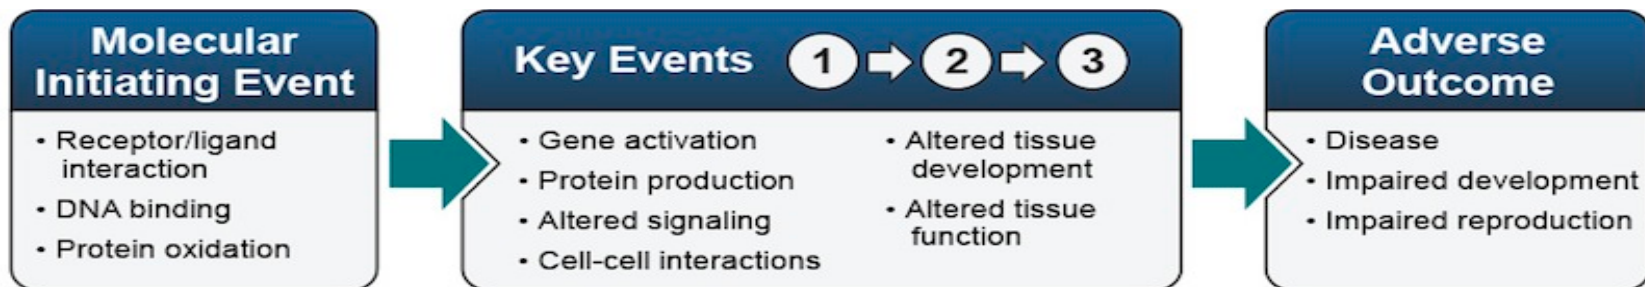 Molecular
Initiating Event
• Receptor/ligand
interaction
• DNA binding
• Protein oxidation
Key Events 1 2 3
• Gene activation
• Protein production
• Altered signaling
• Cell-cell interactions
• Altered tissue
development
• Altered tissue
function
Adverse
Outcome
• Disease
• Impaired development
• Impaired reproduction